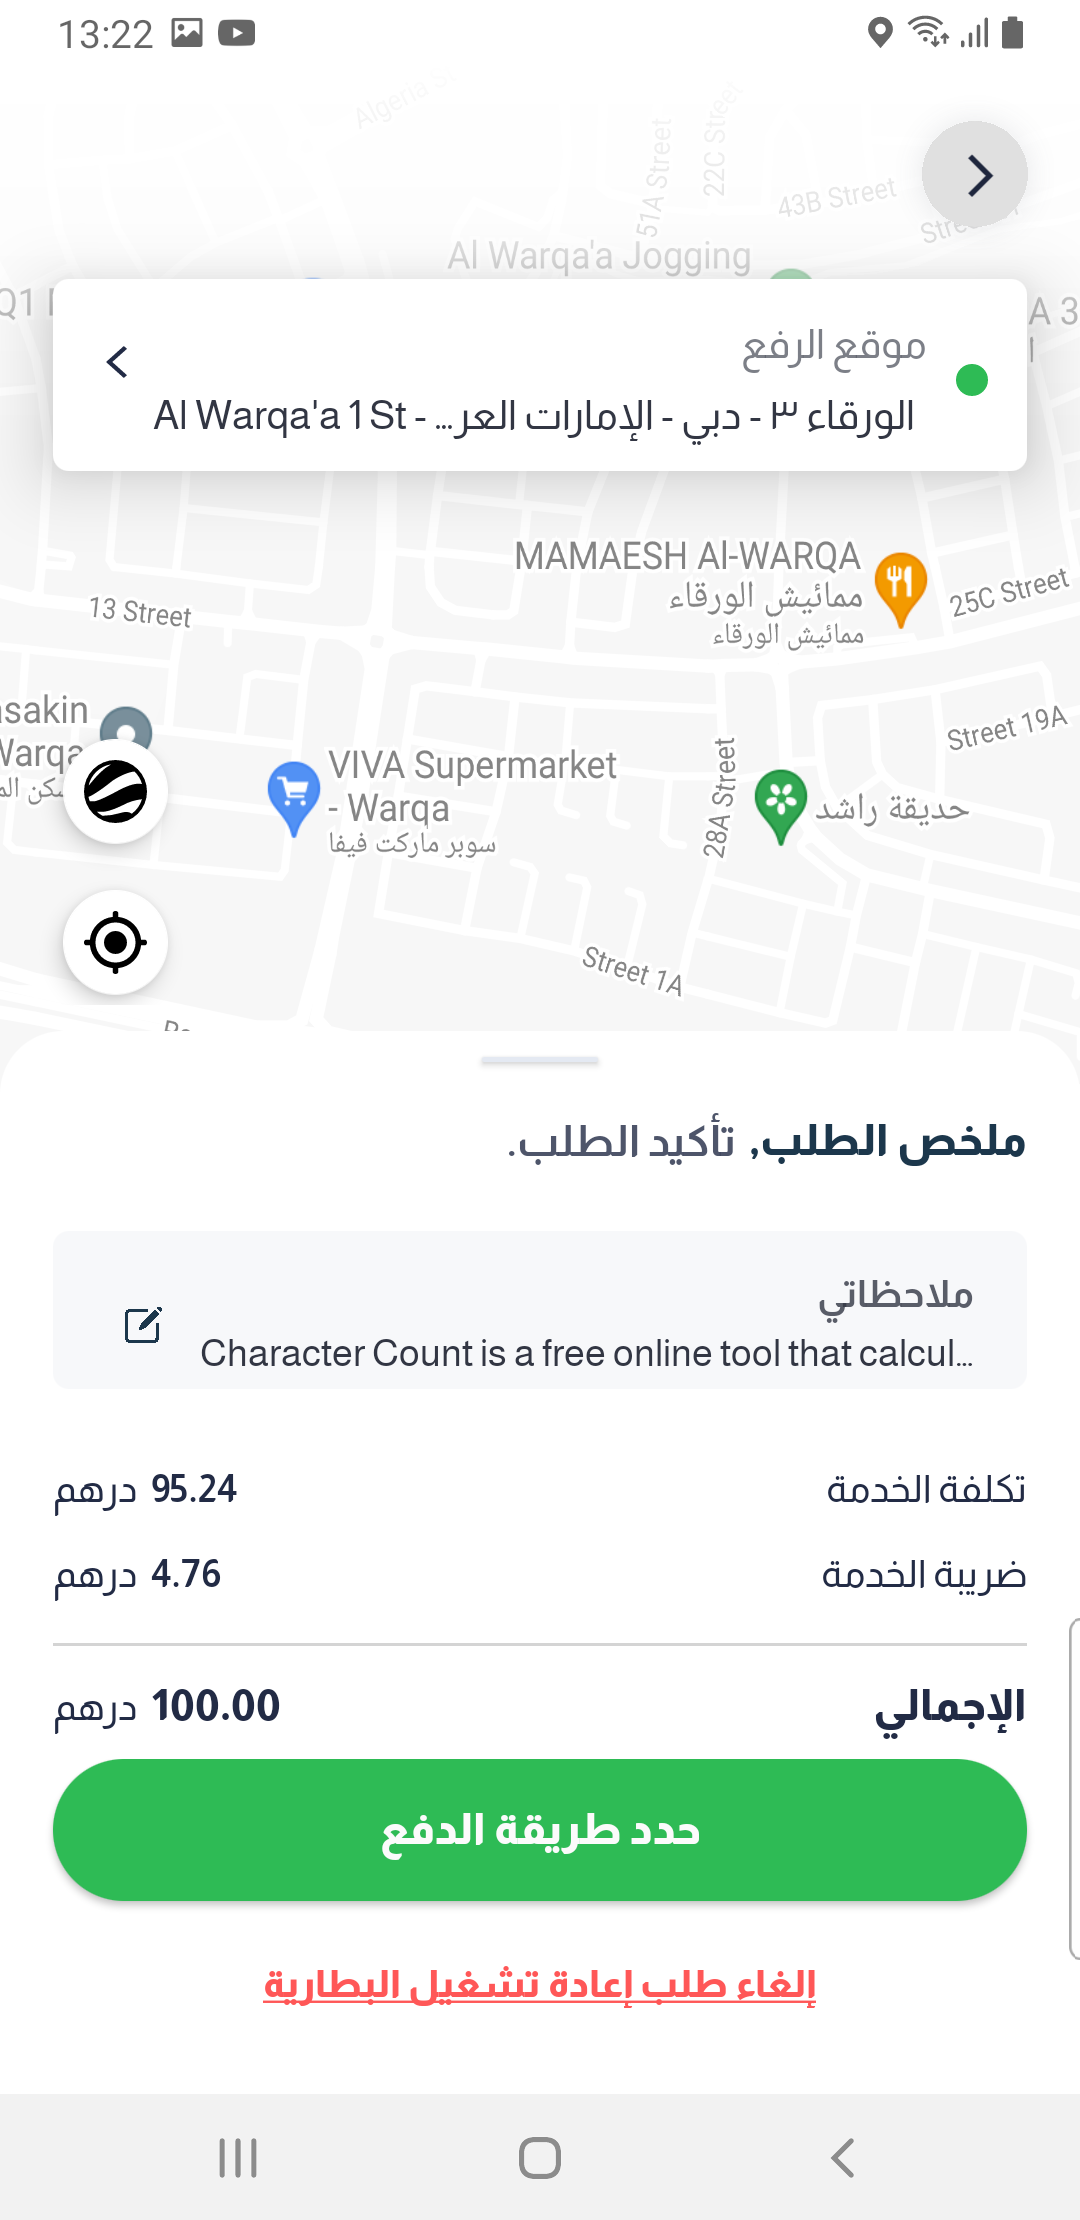 13:22
Algeria S
51A Street
22C Street
43B Street
Al Warqa'a Jogging
Q1
A 3
موقع الرفع
Al Warqa'a 1 St - ...الورقاء ٣ - دبي - الإمارات العر
MAMAESH Al-WARQA
ممائيش الورقاء
ممائيش الورقاء
25C Street
13 Street
asakin
Warqa
VIVA Supermarket
- Warqa
سوبر ماركت فيفا
28A Street
حديقة راشد
Street 19A
Street 1A
ملخص الطلب, تأكيد الطلب.
ملاحظاتي
Character Count is a free online tool that calcul...
تكلفة الخدمة 95.24 درهم
ضريبة الخدمة 4.76 درهم
الإجمالي 100.00 درهم
حدد طريقة الدفع
إلغاء طلب إعادة تشغيل البطارية